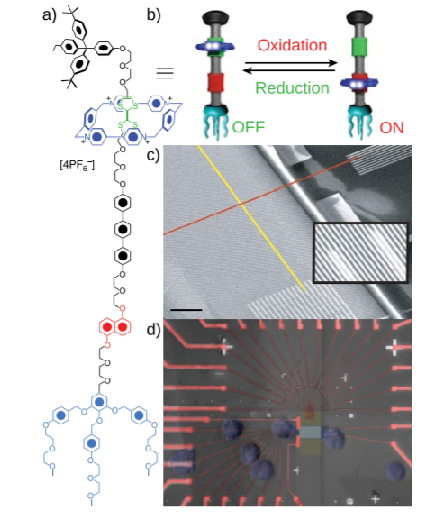 a)
b)
Oxidation
Reduction
OFF
ON
[4PF₆⁻]
c)
d)